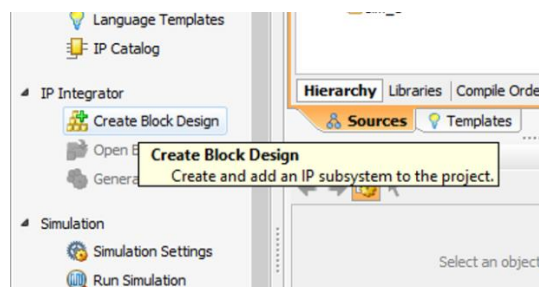 Language Templates
IP Catalog
IP Integrator
Create Block Design
Open
Genera
Simulation
Simulation Settings
Run Simulation
Hierarchy Libraries Compile Orde
Sources Templates
Create Block Design
Create and add an IP subsystem to the project.
Select an object